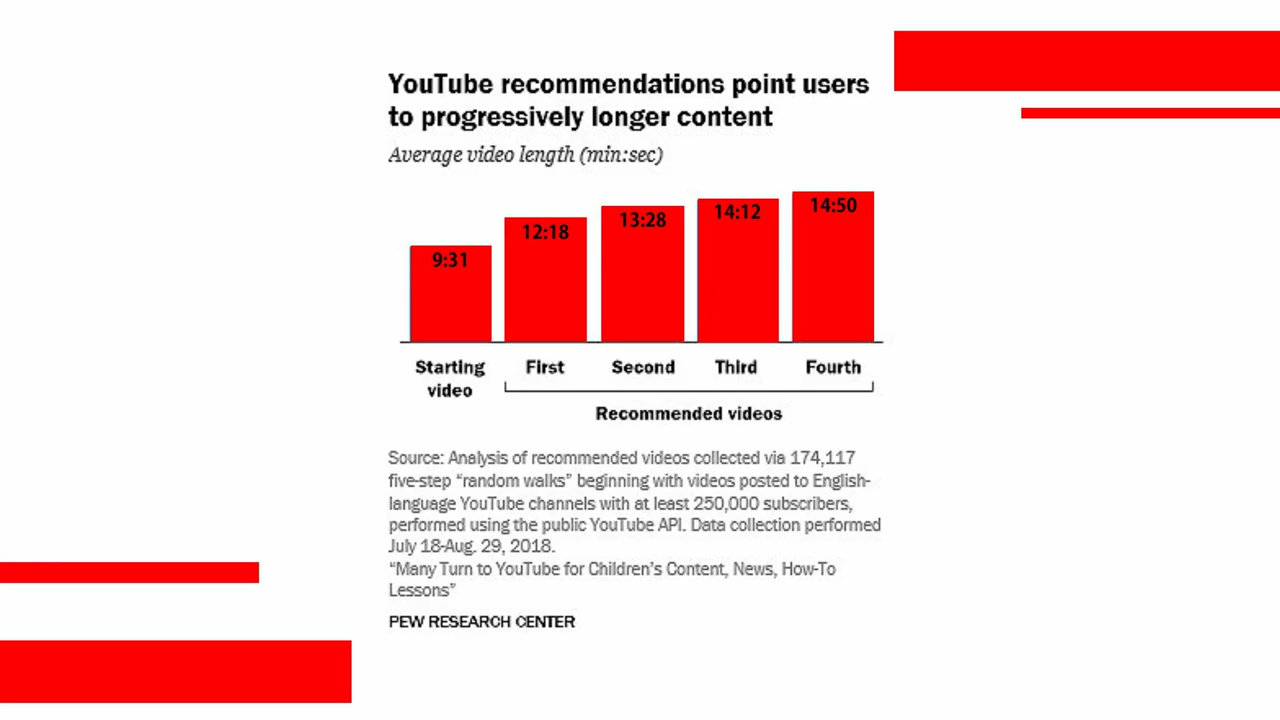 YouTube recommendations point users
to progressively longer content
Average video length (min:sec)
9:31
12:18
13:28
14:12
14:50
Starting
video
First
Second
Third
Fourth
Recommended videos
Source: Analysis of recommended videos collected via 174,117
five-step “random walks” beginning with videos posted to English-
language YouTube channels with at least 250,000 subscribers,
performed using the public YouTube API. Data collection performed
July 18-Aug. 29, 2018.
“Many Turn to YouTube for Children’s Content, News, How-To
Lessons”
PEW RESEARCH CENTER